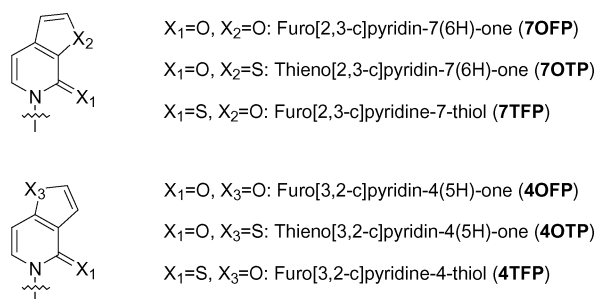 X₁=O, X₂=O: Furo[2,3-c]pyridin-7(6H)-one (7OFP)
X₂
X₁=O, X₂=S: Thieno[2,3-c]pyridin-7(6H)-one (7OTP)
N X₁
X₁=S, X₂=O: Furo[2,3-c]pyridine-7-thiol (7TFP)
X₃ X₁=O, X₃=O: Furo[3,2-c]pyridin-4(5H)-one (4OFP)
X₁=O, X₃=S: Thieno[3,2-c]pyridin-4(5H)-one (4OTP)
N X₁
X₁=S, X₃=O: Furo[3,2-c]pyridine-4-thiol (4TFP)